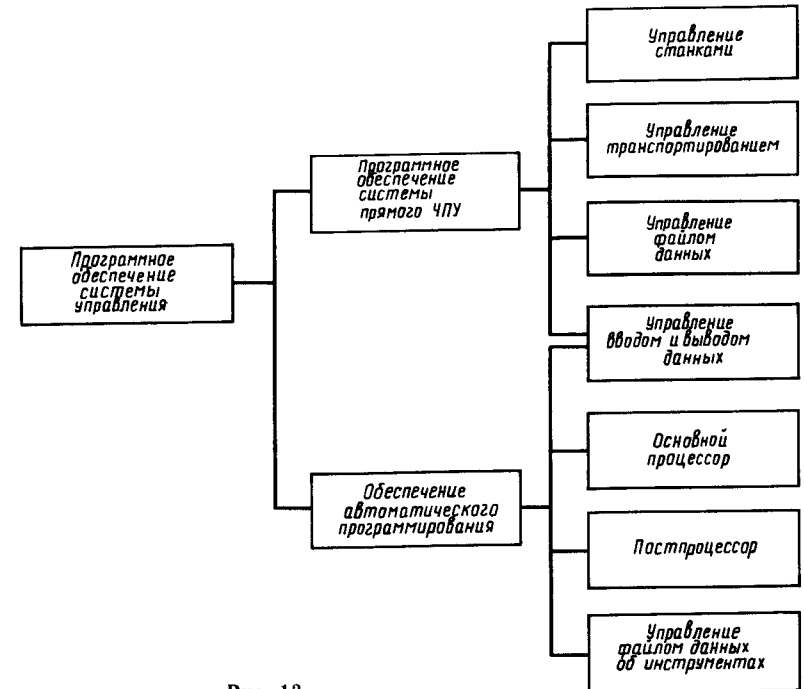 Программное
обеспечение
системы
управления
Программное
обеспечение
системы
прямого ЧПУ
Обеспечение
автоматического
программирования
Управление
станками
Управление
транспортированием
Управление
файлом
данных
Управление
вводом и выводом
данных
Основной
процессор
Постпроцессор
Управление
файлом данных
об инструментах